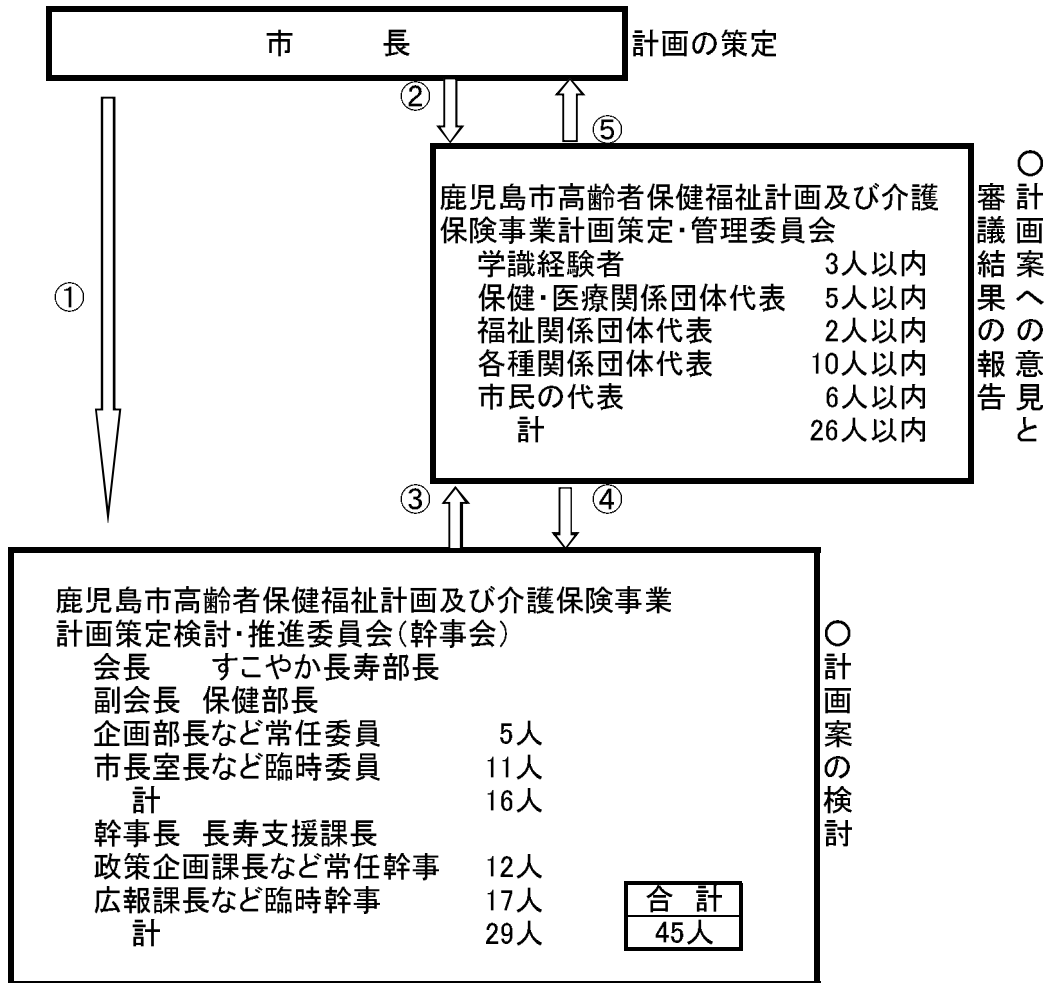 市　　　長
計画の策定
②
⑤
①
鹿児島市高齢者保健福祉計画及び介護
保険事業計画策定・管理委員会
学識経験者　3人以内
保健・医療関係団体代表　5人以内
福祉関係団体代表　2人以内
各種関係団体代表　10人以内
市民の代表　6人以内
計　26人以内
○計画案への意見と
審議結果の報告
③
④
鹿児島市高齢者保健福祉計画及び介護保険事業
計画策定検討・推進委員会(幹事会)
会長　すこやか長寿部長
副会長　保健部長
企画部長など常任委員　5人
市長室長など臨時委員　11人
計　16人
幹事長　長寿支援課長
政策企画課長など常任幹事　12人
広報課長など臨時幹事　17人
計　29人
合　計
45人
○計画案の検討